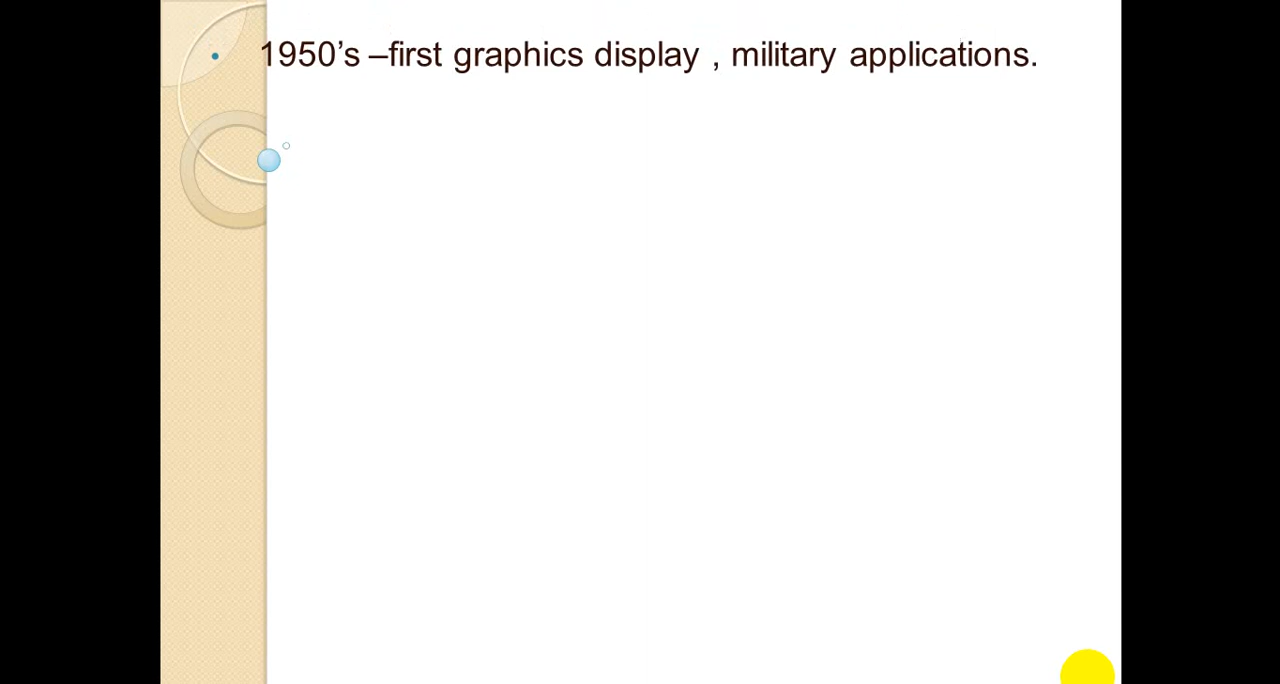 • 1950’s –first graphics display , military applications.